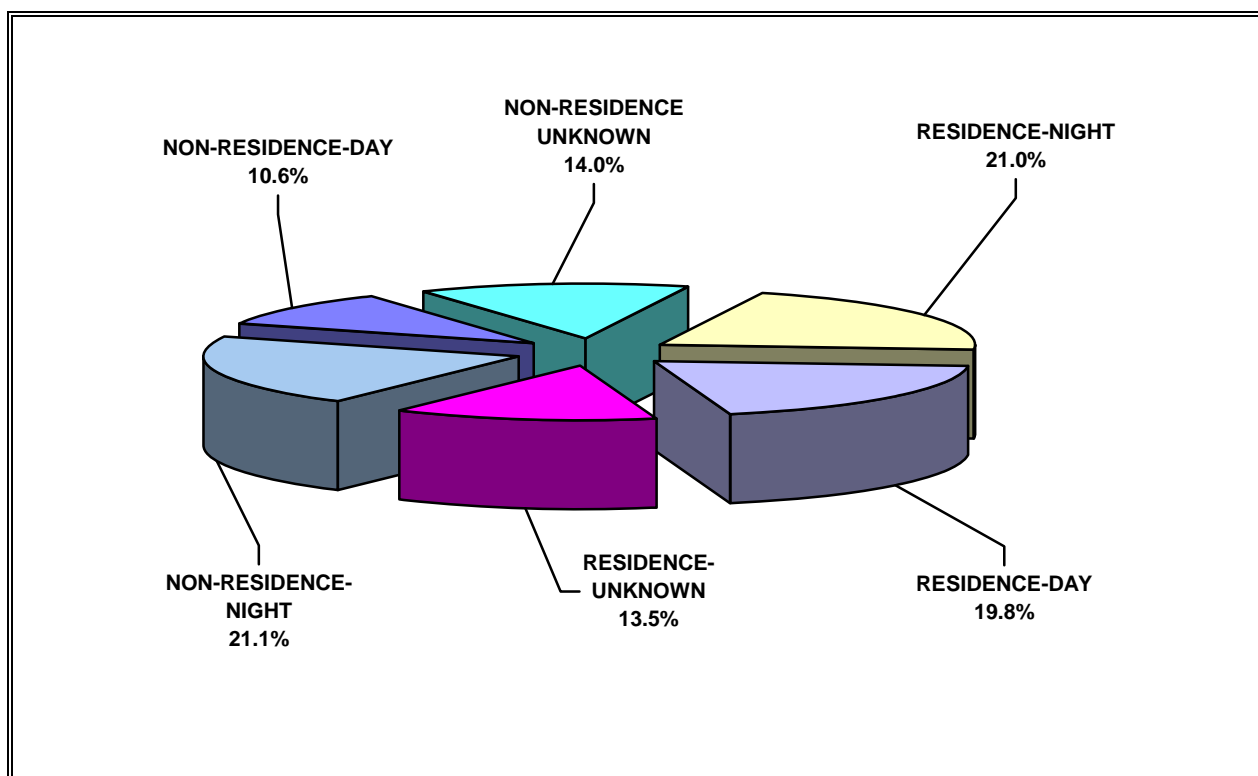 NON-RESIDENCE-DAY
10.6%
NON-RESIDENCE
UNKNOWN
14.0%
RESIDENCE-NIGHT
21.0%
NON-RESIDENCE-
NIGHT
21.1%
RESIDENCE-
UNKNOWN
13.5%
RESIDENCE-DAY
19.8%